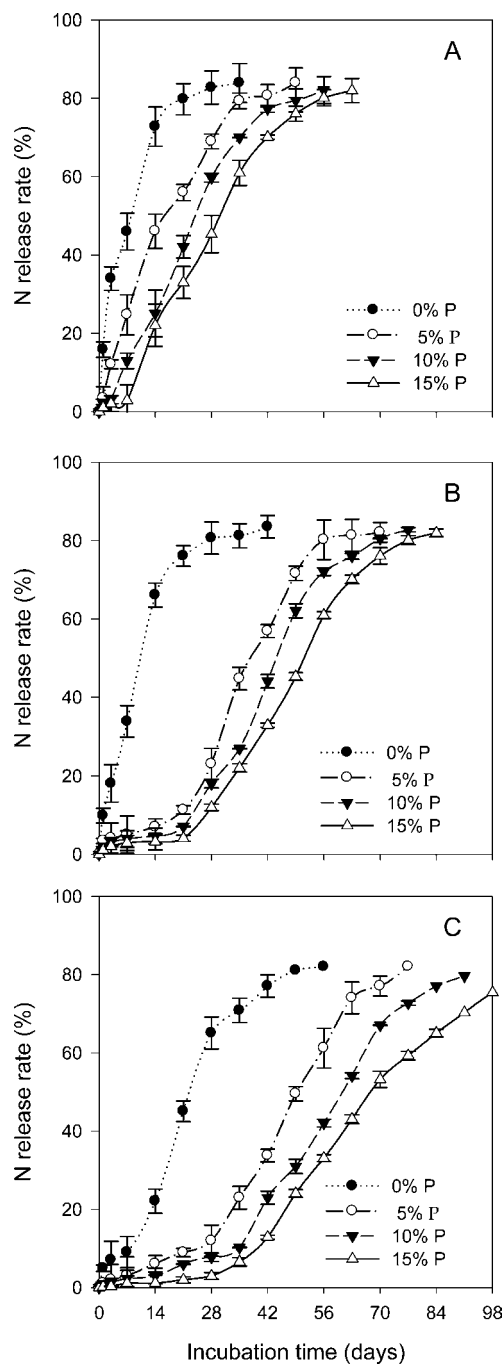 100
A
80
60
40
20
0
N release rate (%)
0% P
5% P
10% P
15% P
100
B
80
60
40
20
0
N release rate (%)
0% P
5% P
10% P
15% P
100
C
80
60
40
20
0
N release rate (%)
0% P
5% P
10% P
15% P
0 14 28 42 56 70 84 98
Incubation time (days)